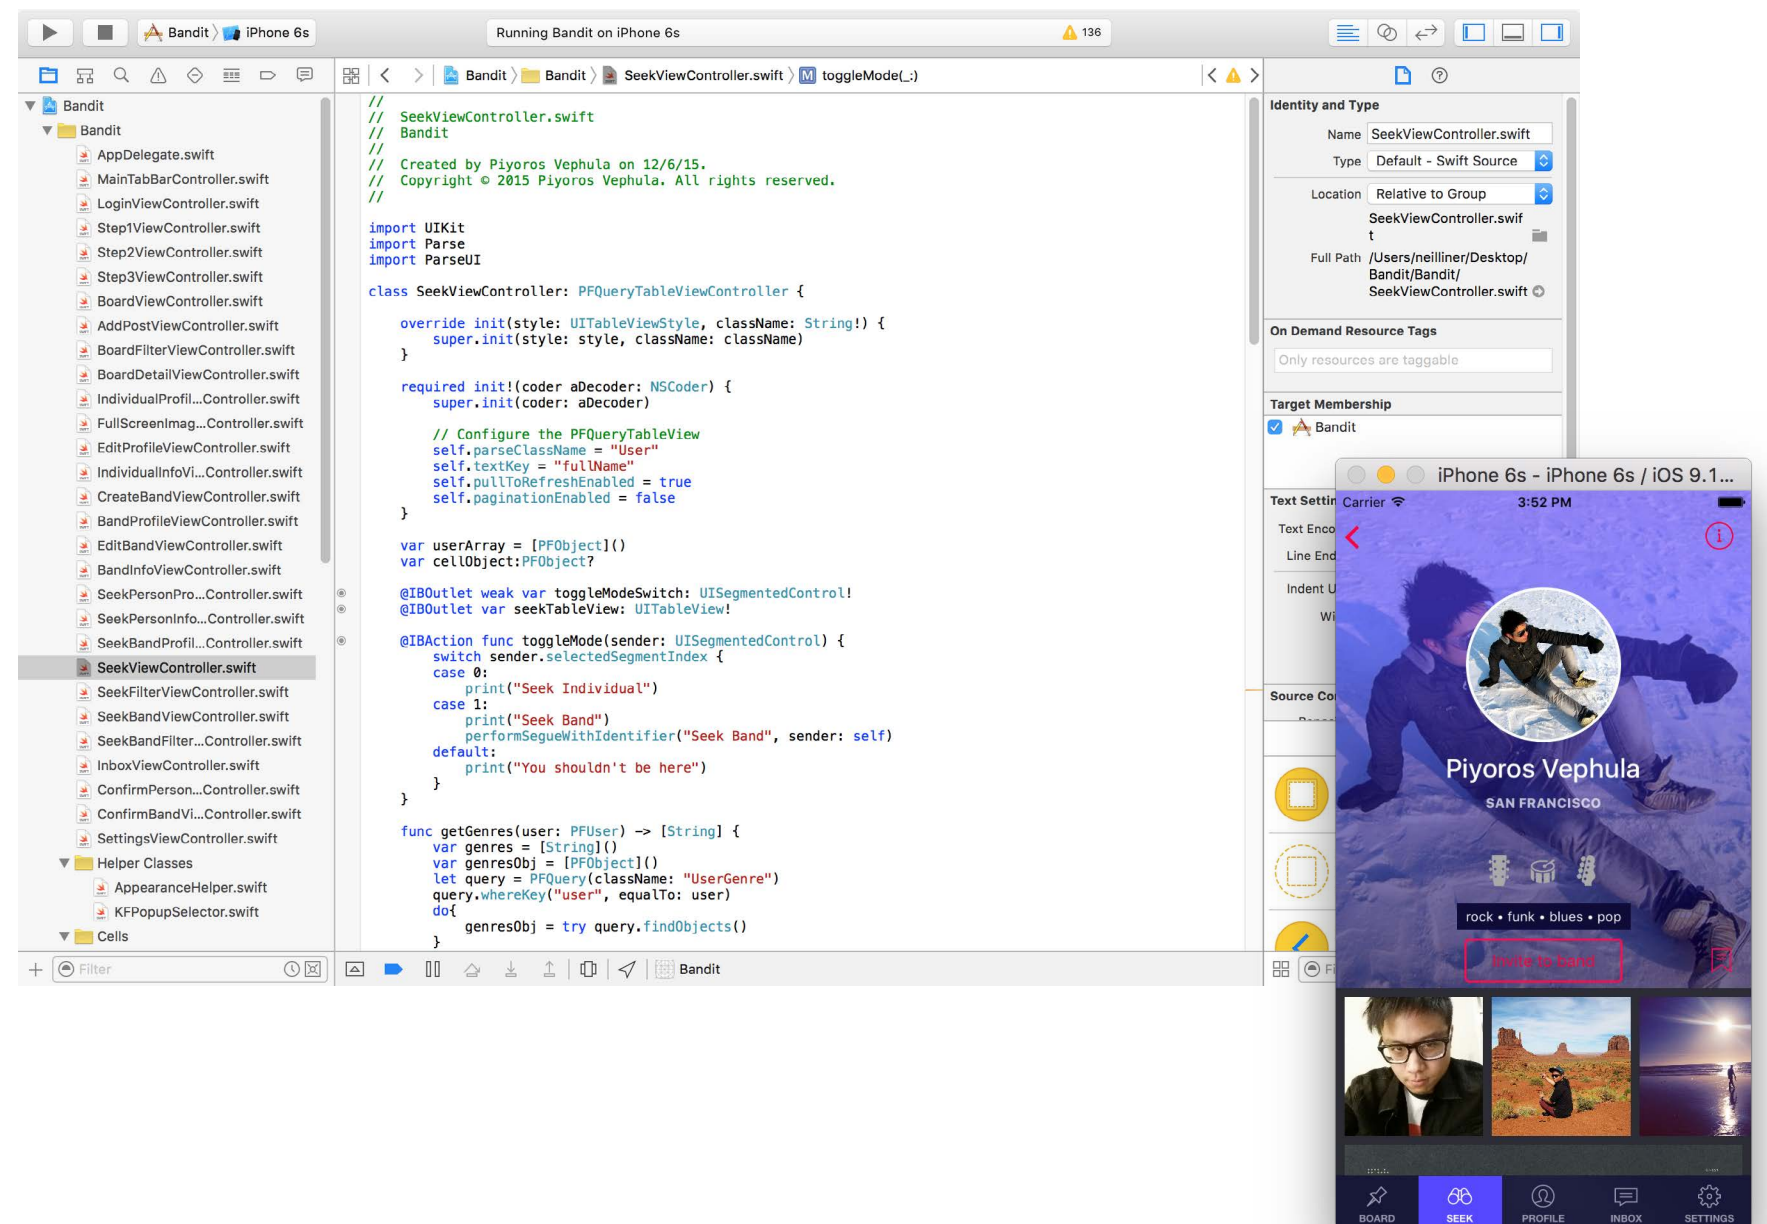 Bandit
iPhone 6s
Running Bandit on iPhone 6s
136
Bandit
Bandit
SeekViewController.swift
M
toggleMode(_:)
Bandit
Bandit
AppDelegate.swift
MainTabBarController.swift
LoginViewController.swift
Step1ViewController.swift
Step2ViewController.swift
Step3ViewController.swift
BoardViewController.swift
AddPostViewController.swift
BoardFilterViewController.swift
BoardDetailViewController.swift
IndividualProfil...Controller.swift
FullScreenImag...Controller.swift
EditProfileViewController.swift
IndividualInfoVi...Controller.swift
CreateBandViewController.swift
BandProfileViewController.swift
EditBandViewController.swift
BandInfoViewController.swift
SeekPersonPro...Controller.swift
SeekPersonInfo...Controller.swift
SeekBandProfil...Controller.swift
SeekViewController.swift
SeekFilterViewController.swift
SeekBandViewController.swift
SeekBandFilter...Controller.swift
InboxViewController.swift
ConfirmPerson...Controller.swift
ConfirmBandVi...Controller.swift
SettingsViewController.swift
Helper Classes
AppearanceHelper.swift
KFPopupSelector.swift
Cells
Filter
//
// SeekViewController.swift
// Bandit
//
// Created by Piyoros Vephula on 12/6/15.
// Copyright © 2015 Piyoros Vephula. All rights reserved.
//
import UIKit
import Parse
import ParseUI
class SeekViewController: PFQueryTableViewController {
override init(style: UITableViewStyle, className: String!) {
super.init(style: style, className: className)
}
required init!(coder aDecoder: NSCoder) {
super.init(coder: aDecoder)
// Configure the PFQueryTableView
self.parseClassName = "User"
self.textKey = "fullName"
self.pullToRefreshEnabled = true
self.paginationEnabled = false
}
var userArray = [PFObject]()
var cellObject:PFObject?
@IBOutlet weak var toggleModeSwitch: UISegmentedControl!
@IBOutlet var seekTableView: UITableView!
@IBAction func toggleMode(sender: UISegmentedControl) {
switch sender.selectedSegmentIndex {
case 0:
print("Seek Individual")
case 1:
print("Seek Band")
performSegueWithIdentifier("Seek Band", sender: self)
default:
print("You shouldn't be here")
}
}
func getGenres(user: PFUser) -> [String] {
var genres = [String]()
var genresObj = [PFObject]()
let query = PFQuery(className: "UserGenre")
query.whereKey("user", equalTo: user)
do{
genresObj = try query.findObjects()
}
Bandit
Identity and Type
Name SeekViewController.swift
Type Default - Swift Source
Location Relative to Group
SeekViewController.swif
t
Full Path /Users/neilliner/Desktop/
Bandit/Bandit/
SeekViewController.swift
On Demand Resource Tags
Only resources are taggable
Target Membership
Bandit
Text Settin
Text Enco
Line End
Indent U
Wi
Source Co
Fi
iPhone 6s - iPhone 6s / iOS 9.1...
Carrier
3:52 PM
Piyoros Vephula
SAN FRANCISCO
rock • funk • blues • pop
Invite to band
BOARD
SEEK
PROFILE
INBOX
SETTINGS